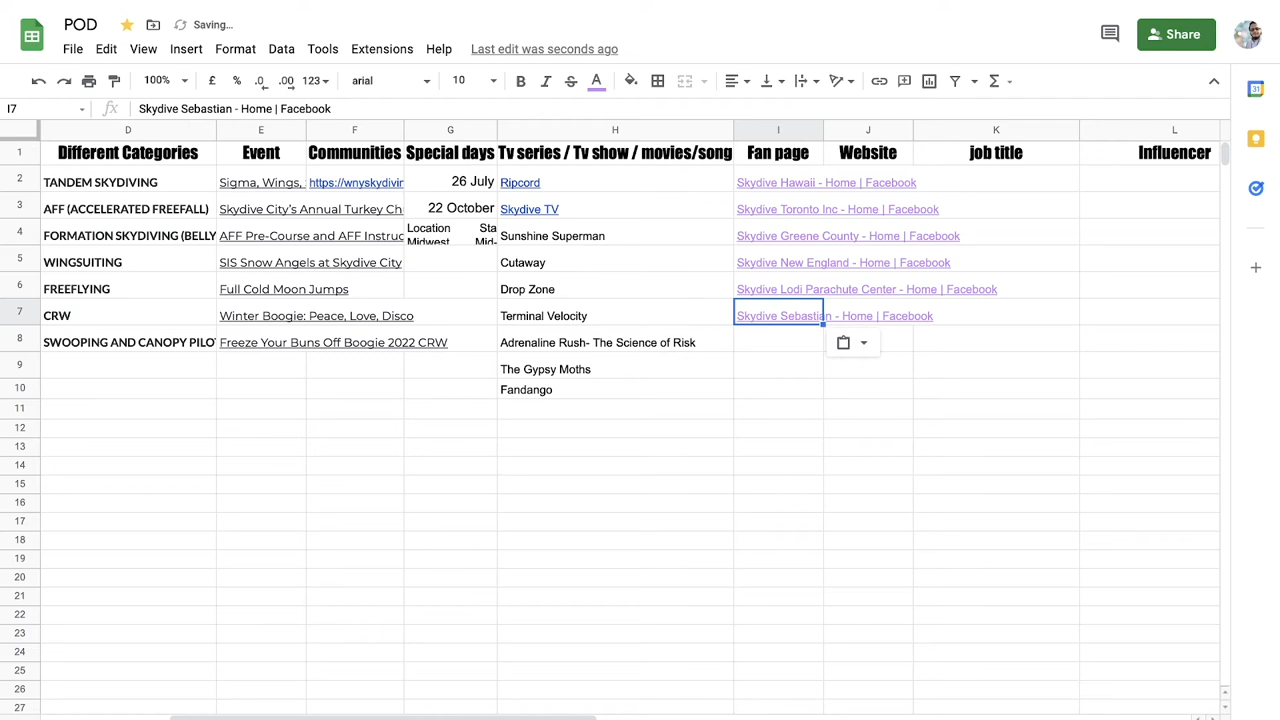 POD
Saving...
File Edit View Insert Format Data Tools Extensions Help Last edit was seconds ago
Share
100% £ % .0 .00 123 arial 10 B I S A
I7 fx Skydive Sebastian - Home | Facebook
D E F G H I J K L
1 Different Categories Event Communities Special days Tv series / Tv show / movies/song Fan page Website job title Influencer
2 TANDEM SKYDIVING Sigma, Wings, https://wnyskydivin 26 July Ripcord Skydive Hawaii - Home | Facebook
3 AFF (ACCELERATED FREEFALL) Skydive City's Annual Turkey Ch 22 October Skydive TV Skydive Toronto Inc - Home | Facebook
4 FORMATION SKYDIVING (BELLY AFF Pre-Course and AFF Instruc Location Sta Midwest Mid- Sunshine Superman Skydive Greene County - Home | Facebook
5 WINGSUITING SIS Snow Angels at Skydive City Cutaway Skydive New England - Home | Facebook
6 FREEFLYING Full Cold Moon Jumps Drop Zone Skydive Lodi Parachute Center - Home | Facebook
7 CRW Winter Boogie: Peace, Love, Disco Terminal Velocity Skydive Sebastian - Home | Facebook
8 SWOOPING AND CANOPY PILO Freeze Your Buns Off Boogie 2022 CRW Adrenaline Rush- The Science of Risk
9 The Gypsy Moths
10 Fandango
11
12
13
14
15
16
17
18
19
20
21
22
23
24
25
26
27
31